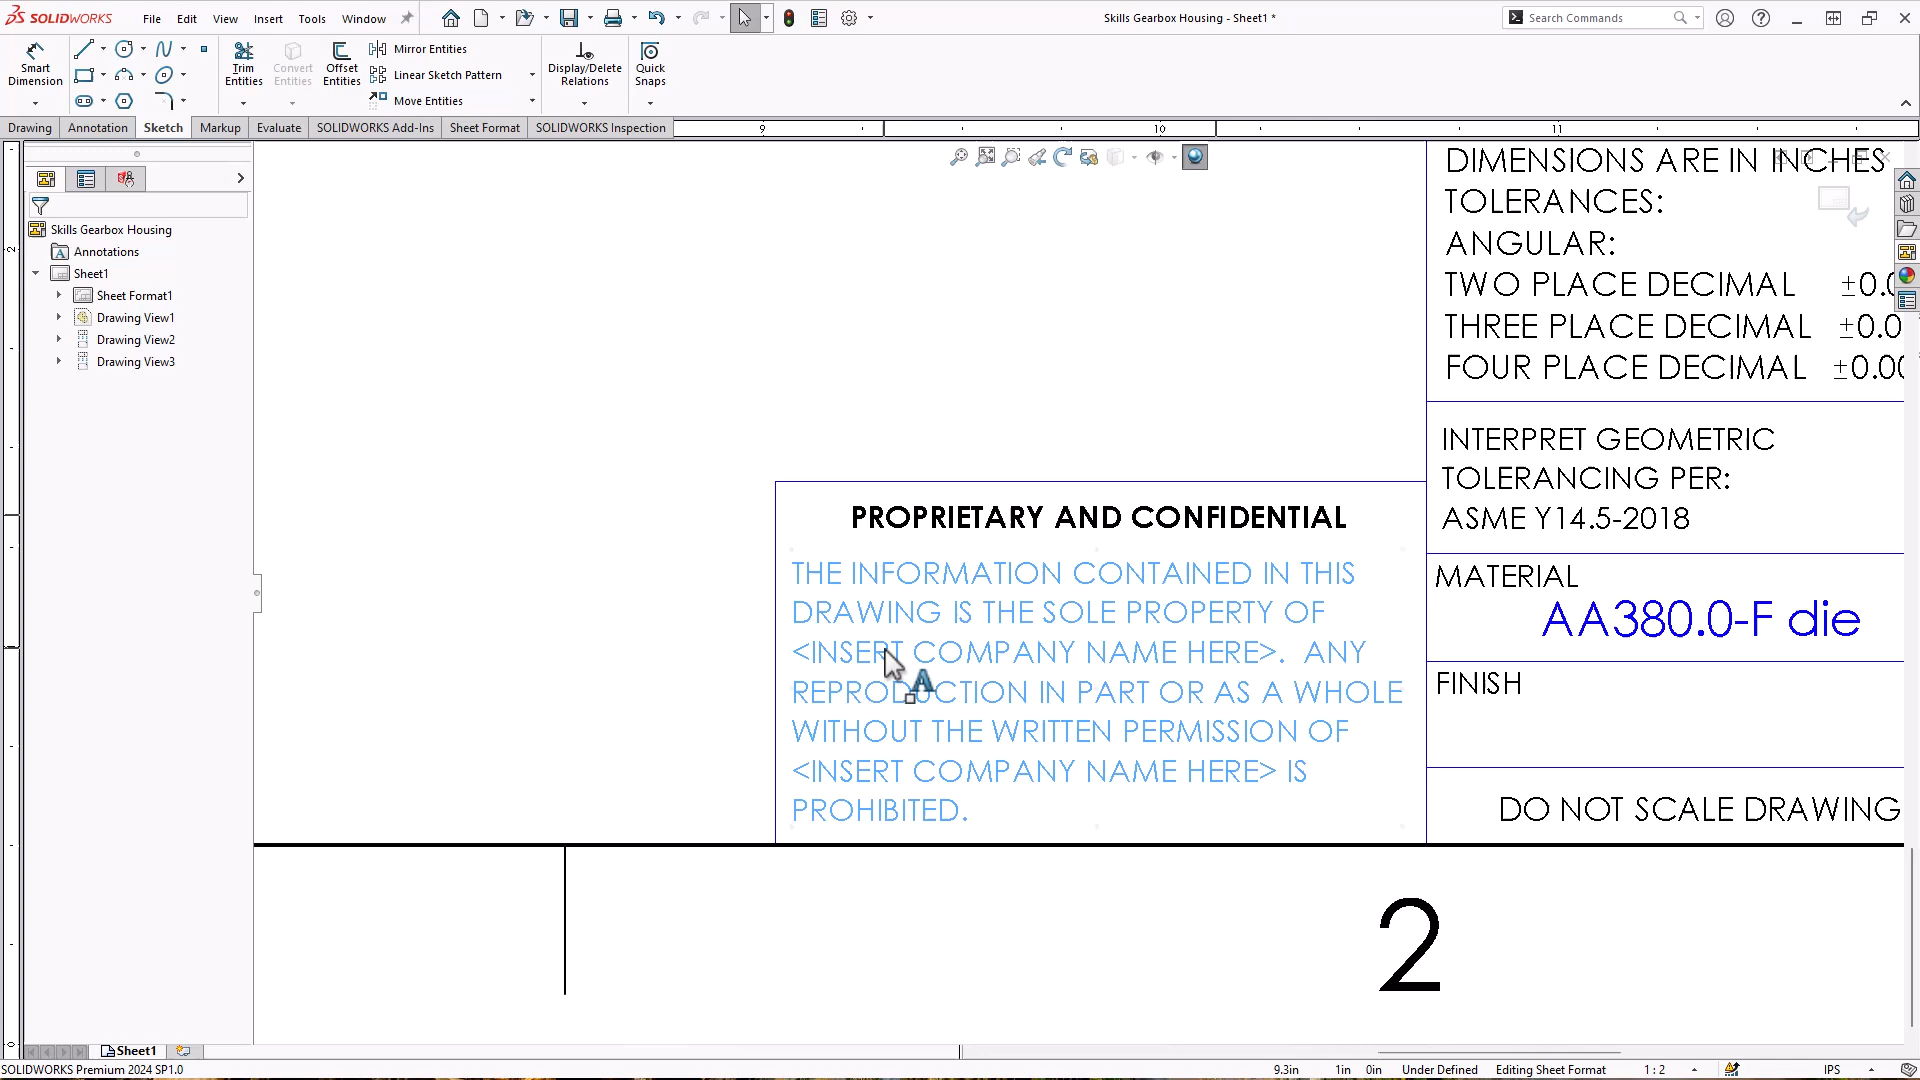 SOLIDWORKS
File Edit View Insert Tools Window
Skills Gearbox Housing - Sheet1 *
Search Commands
Smart Dimension
Trim Entities
Convert Entities
Offset Entities
Mirror Entities
Linear Sketch Pattern
Move Entities
Display/Delete Relations
Quick Snaps
Drawing Annotation Sketch Markup Evaluate SOLIDWORKS Add-Ins Sheet Format SOLIDWORKS Inspection
9 10 11
Skills Gearbox Housing
Annotations
Sheet1
Sheet Format1
Drawing View1
Drawing View2
Drawing View3
2
0
DIMENSIONS ARE IN INCHES
TOLERANCES:
ANGULAR:
TWO PLACE DECIMAL ±0.0
THREE PLACE DECIMAL ±0.0
FOUR PLACE DECIMAL ±0.00
INTERPRET GEOMETRIC
TOLERANCING PER:
ASME Y14.5-2018
MATERIAL
AA380.0-F die
FINISH
DO NOT SCALE DRAWING
PROPRIETARY AND CONFIDENTIAL
THE INFORMATION CONTAINED IN THIS
DRAWING IS THE SOLE PROPERTY OF
<INSERT COMPANY NAME HERE>. ANY
REPRODUCTION IN PART OR AS A WHOLE
WITHOUT THE WRITTEN PERMISSION OF
<INSERT COMPANY NAME HERE> IS
PROHIBITED.
2
Sheet1
SOLIDWORKS Premium 2024 SP1.0
9.3in 1in 0in Under Defined Editing Sheet Format 1 : 2 IPS